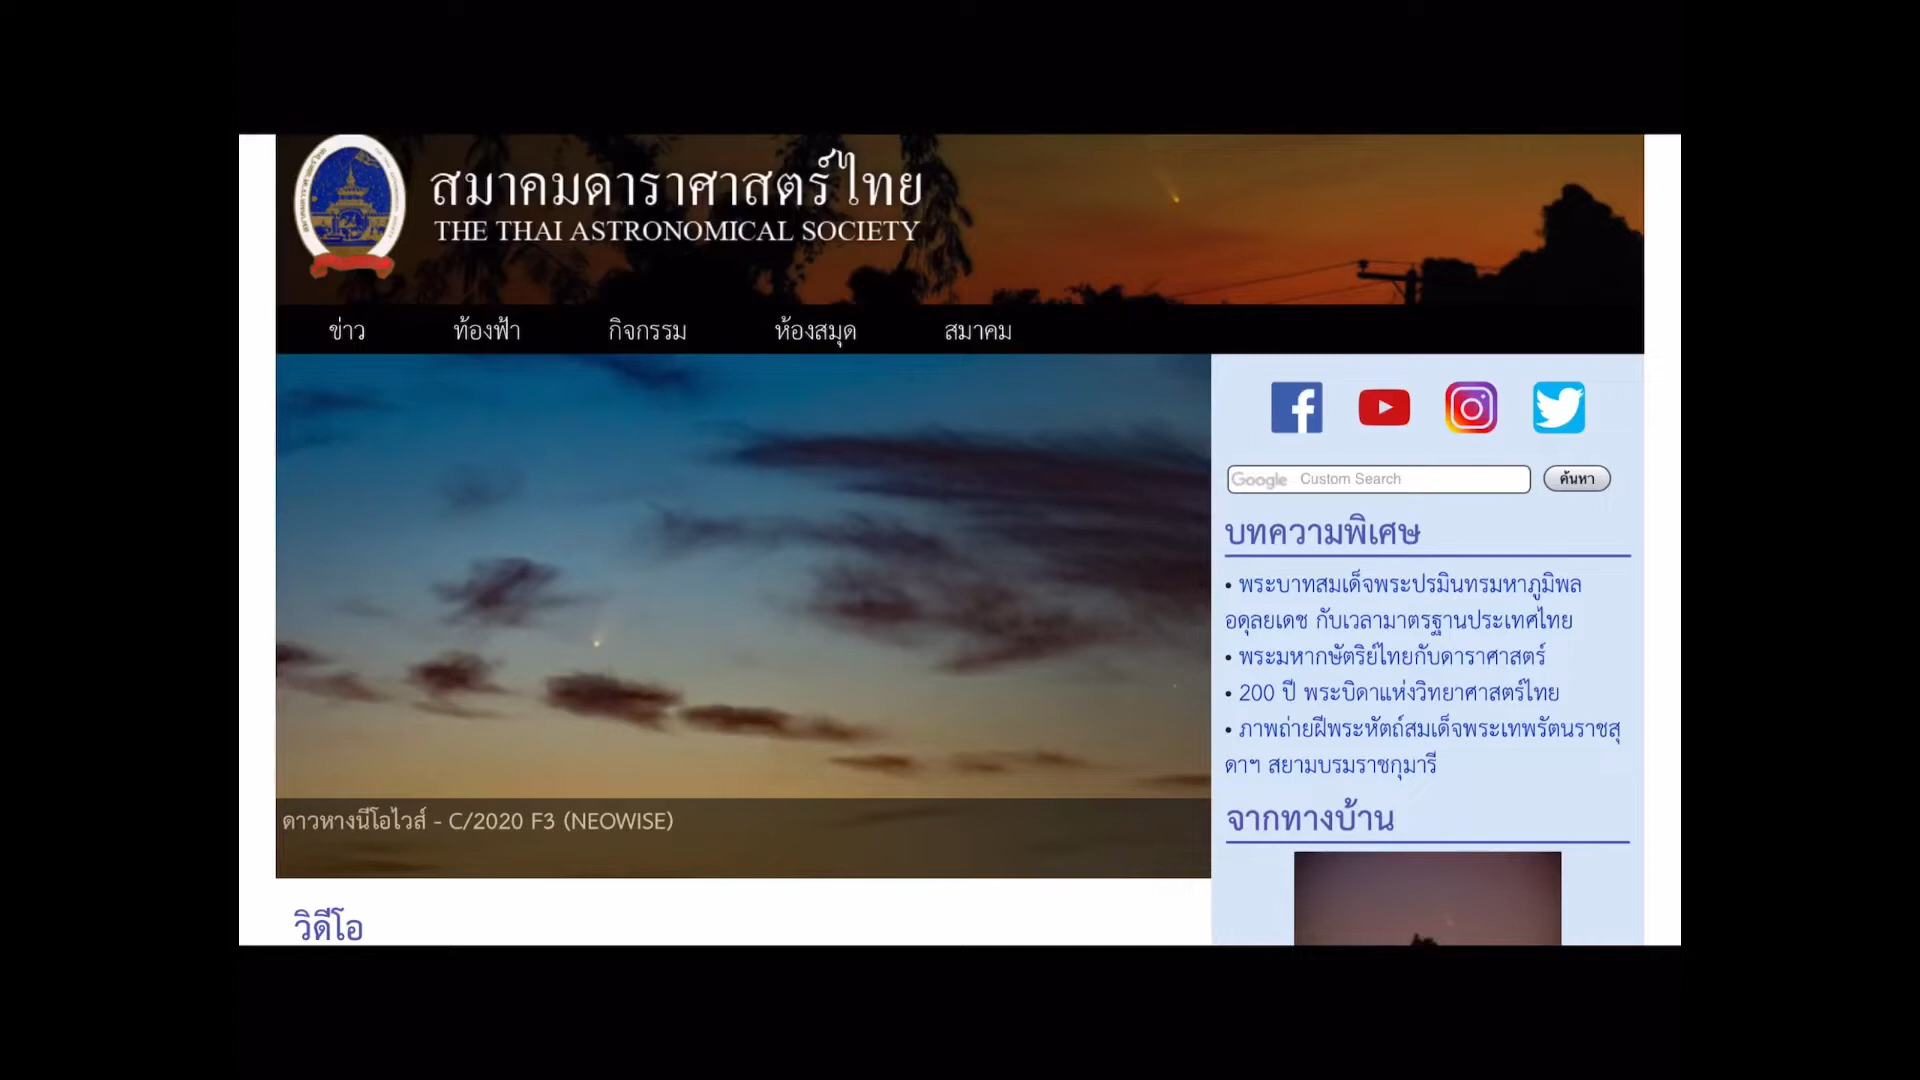 สมาคมดาราศาสตร์ไทย
THE THAI ASTRONOMICAL SOCIETY
ข่าว ท้องฟ้า กิจกรรม ห้องสมุด สมาคม
Google Custom Search ค้นหา
บทความพิเศษ
• พระบาทสมเด็จพระปรมินทรมหาภูมิพล
อดุลยเดช กับเวลามาตรฐานประเทศไทย
• พระมหากษัตริย์ไทยกับดาราศาสตร์
• 200 ปี พระบิดาแห่งวิทยาศาสตร์ไทย
• ภาพถ่ายฝีพระหัตถ์สมเด็จพระเทพรัตนราชสุ
ดาฯ สยามบรมราชกุมารี
จากทางบ้าน
ดาวหางนีโอไวส์ - C/2020 F3 (NEOWISE)
วิดีโอ